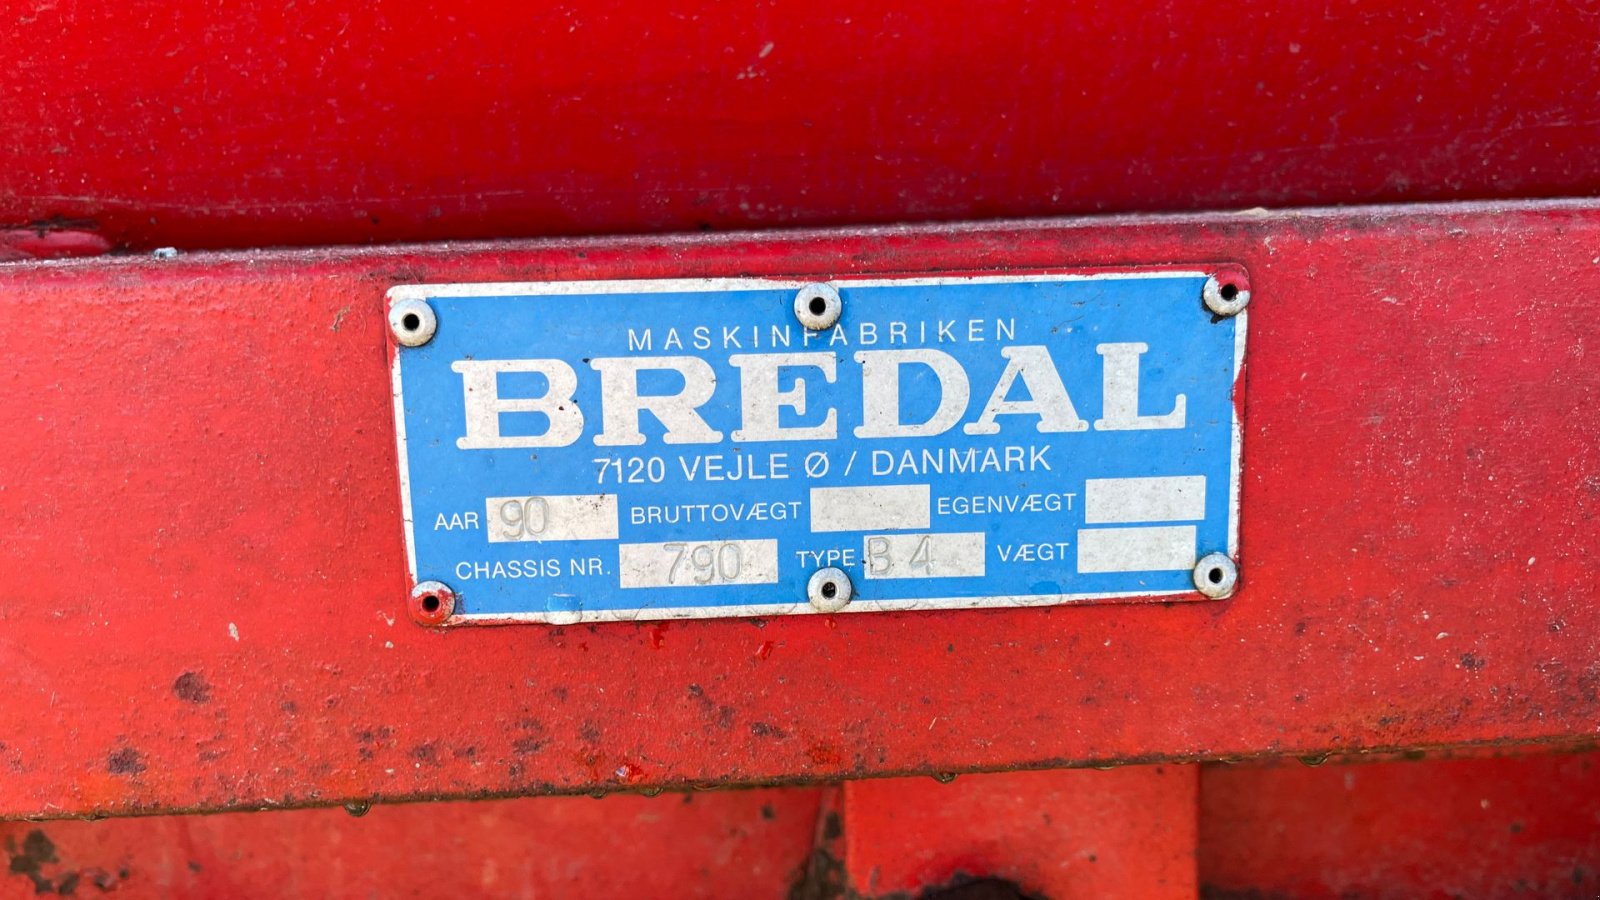 MASKINFABRIKEN
BREDAL
7120 VEJLE Ø / DANMARK
AAR 90 BRUTTOVÆGT EGENVÆGT
CHASSIS NR. 790 TYPE B 4 VÆGT